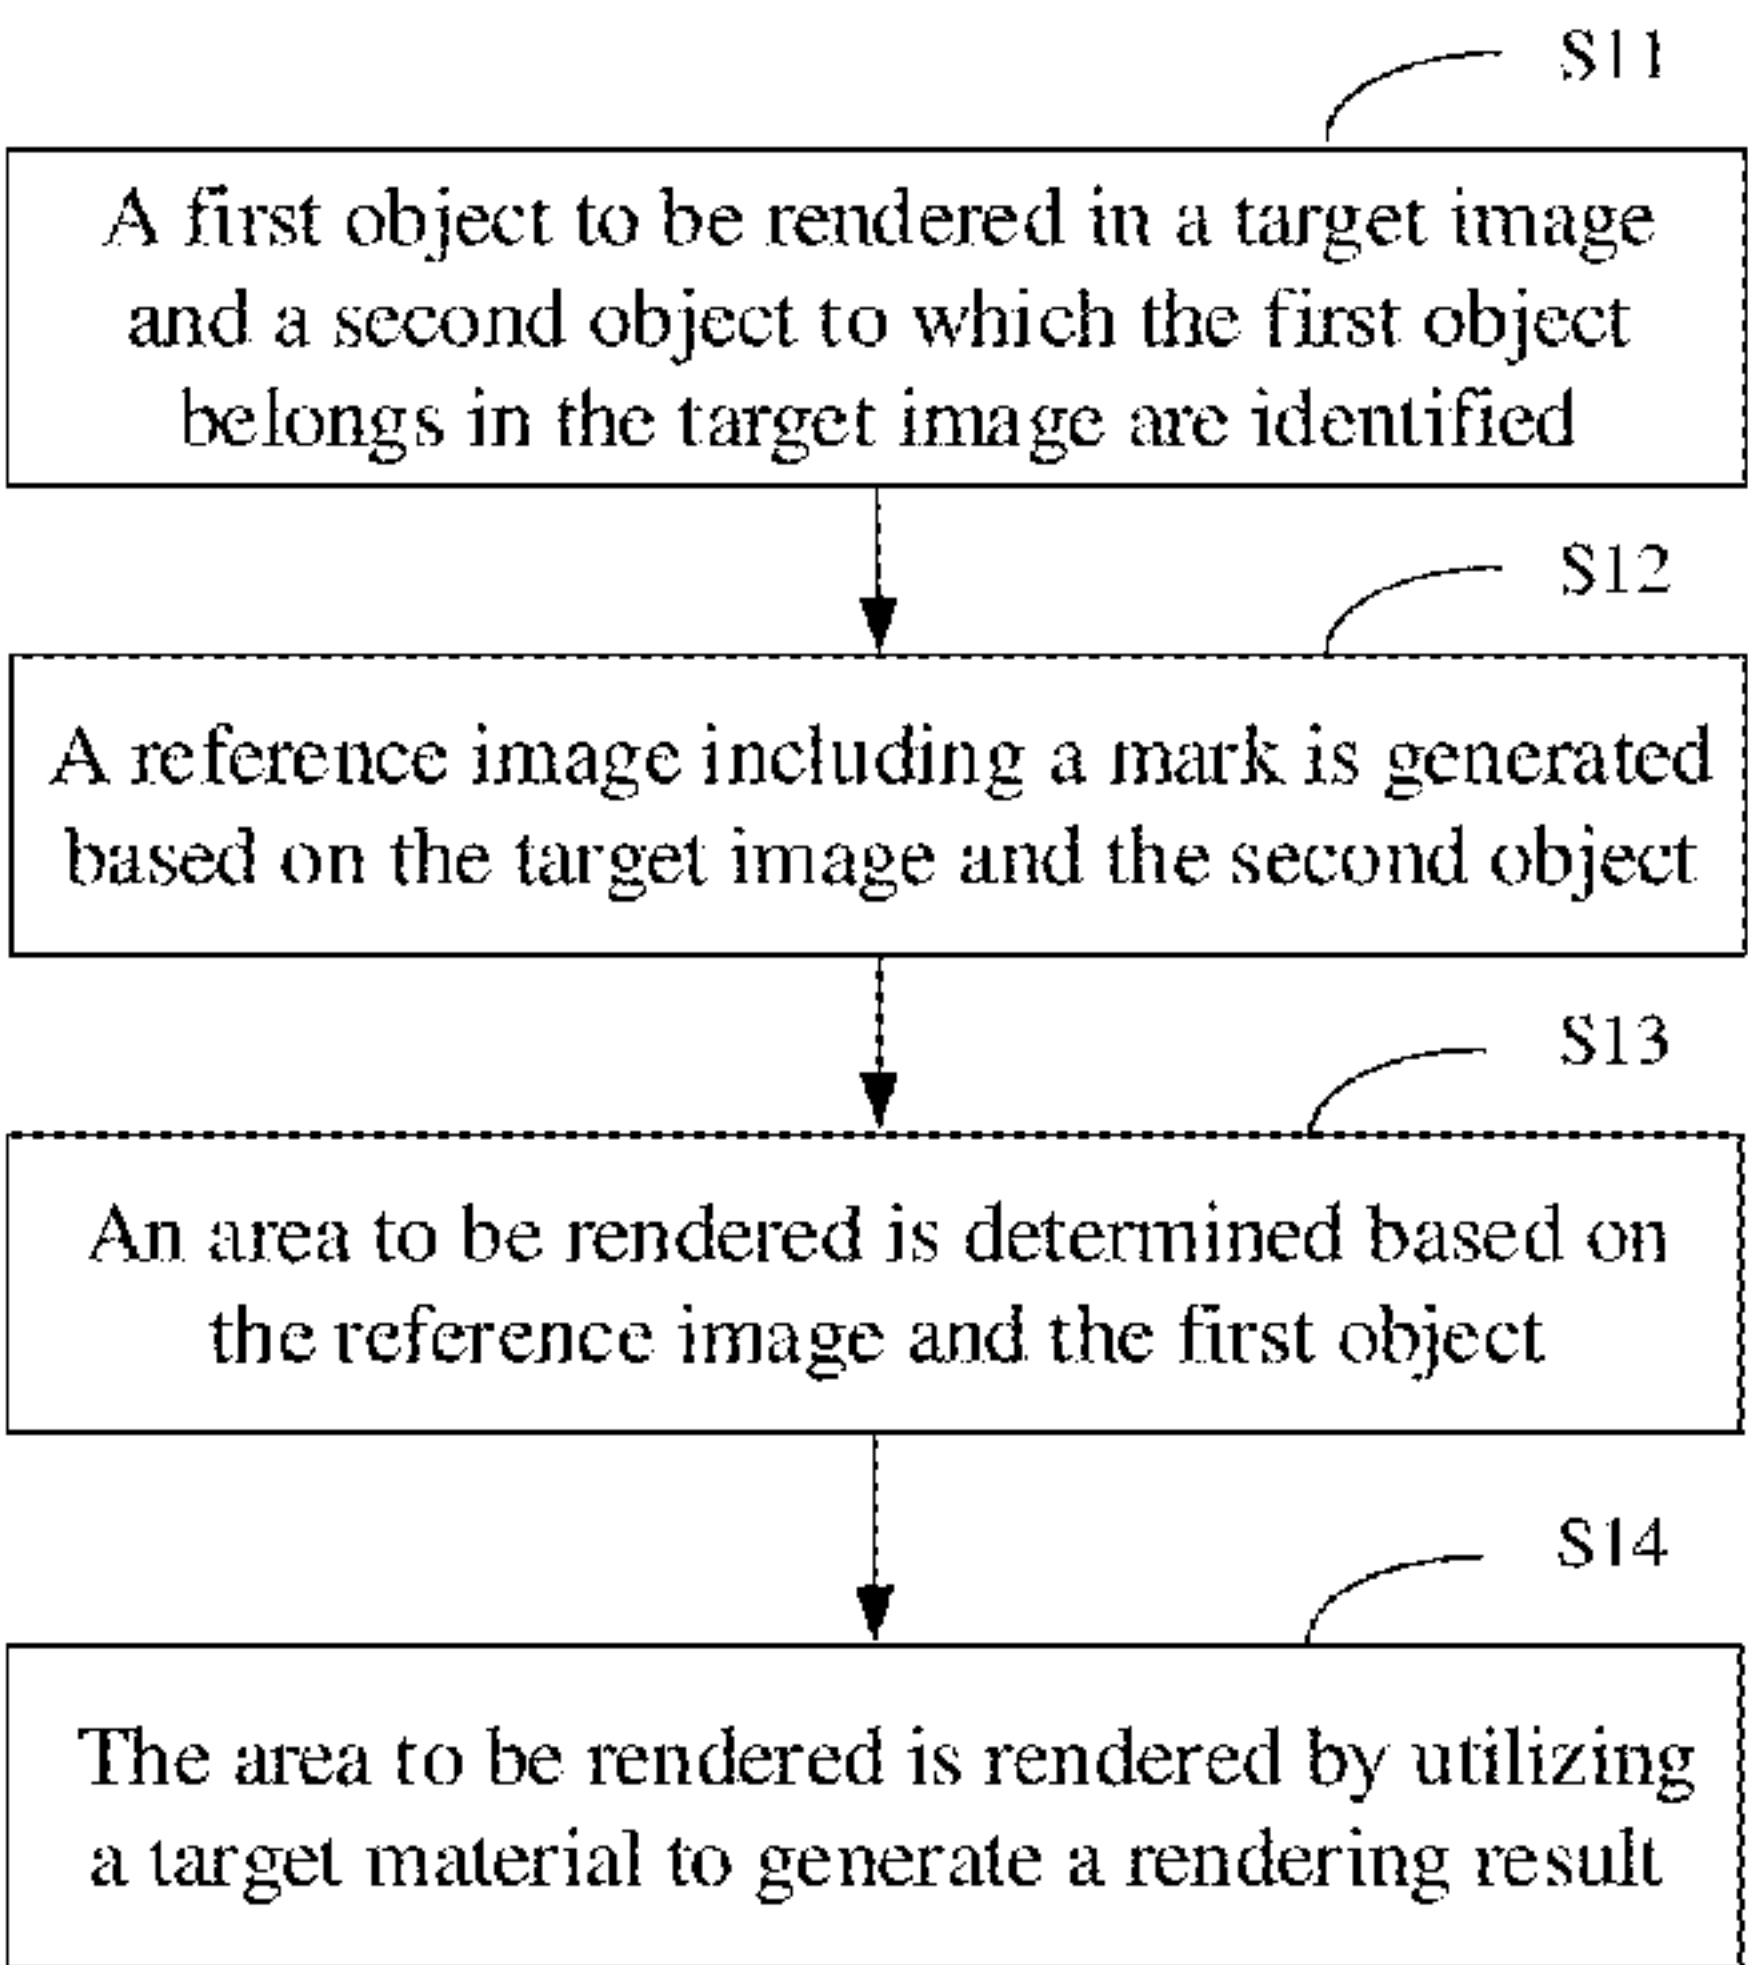 S11
A first object to be rendered in a target image
and a second object to which the first object
belongs in the target image are identified
S12
A reference image including a mark is generated
based on the target image and the second object
S13
An area to be rendered is determined based on
the reference image and the first object
S14
The area to be rendered is rendered by utilizing
a target material to generate a rendering result